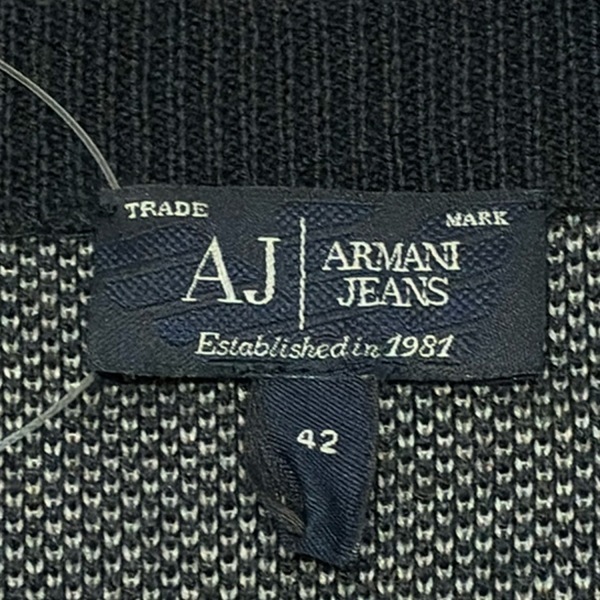 TRADE MARK
AJ ARMANI
JEANS
Established in 1981
42